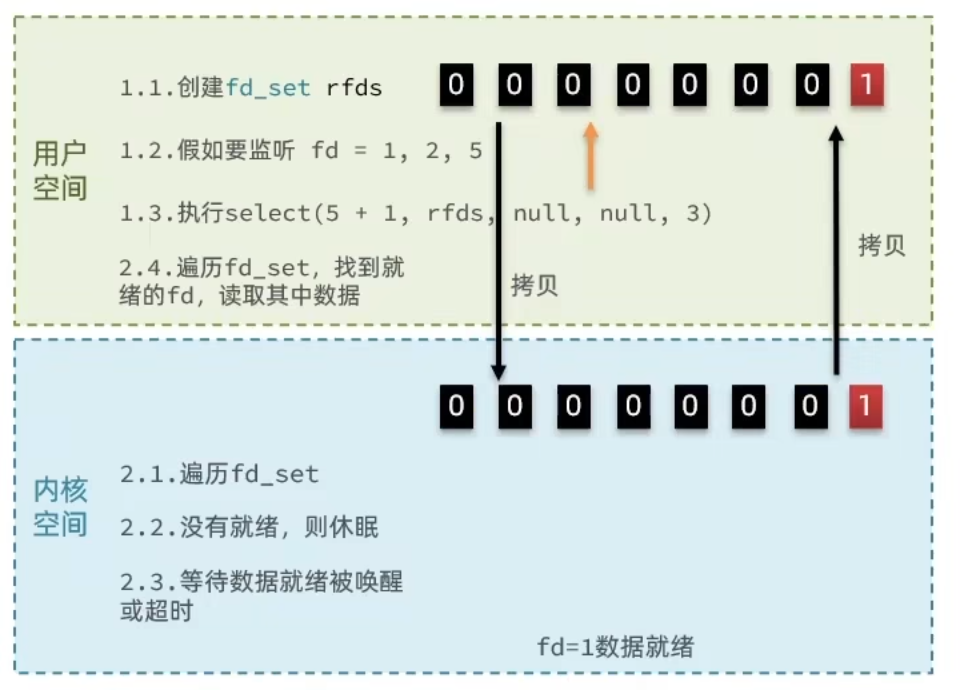 1.1.创建fd_set rfds
0 0 0 0 0 0 0 1
用户
空间
1.2.假如要监听 fd = 1, 2, 5
1.3.执行select(5 + 1, rfds, null, null, 3)
2.4.遍历fd_set，找到就
绪的fd，读取其中数据
拷贝
拷贝
0 0 0 0 0 0 0 1
内核
空间
2.1.遍历fd_set
2.2.没有就绪，则休眠
2.3.等待数据就绪被唤醒
或超时
fd=1数据就绪